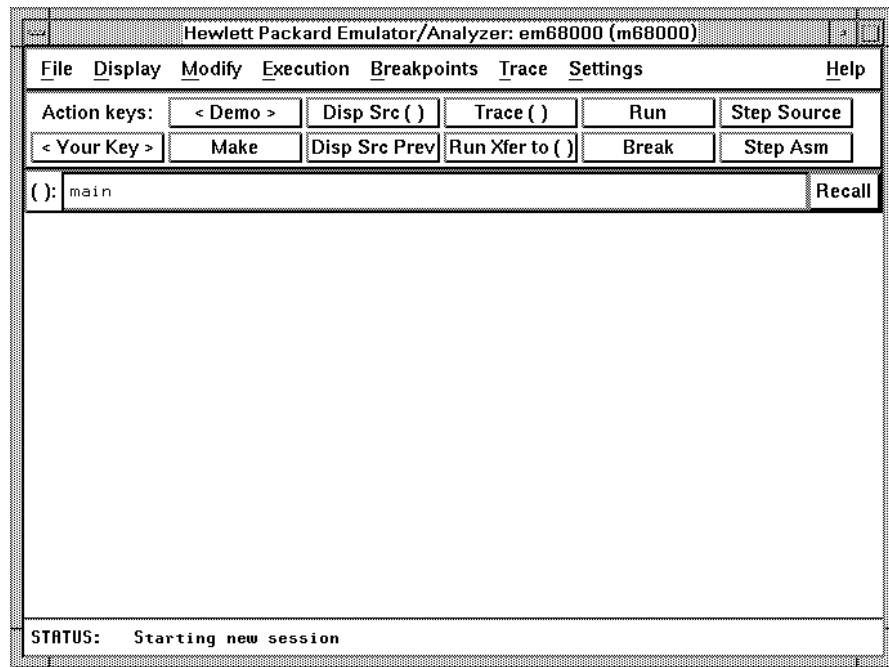 Hewlett Packard Emulator/Analyzer: em68000 (m68000)
File Display Modify Execution Breakpoints Trace Settings Help
Action keys: < Demo > Disp Src ( ) Trace ( ) Run Step Source
< Your Key > Make Disp Src Prev Run Xfer to ( ) Break Step Asm
( ): main Recall
STATUS: Starting new session